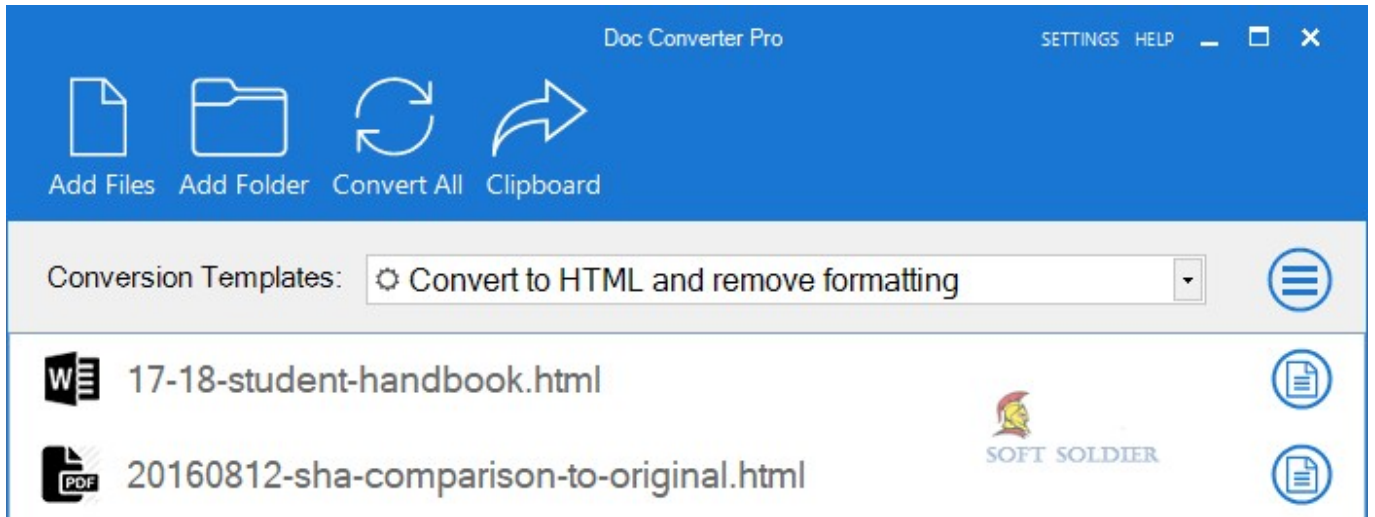 Doc Converter Pro
SETTINGS HELP
Add Files Add Folder Convert All Clipboard
Conversion Templates: Convert to HTML and remove formatting
W 17-18-student-handbook.html
SOFT SOLDIER
PDF 20160812-sha-comparison-to-original.html